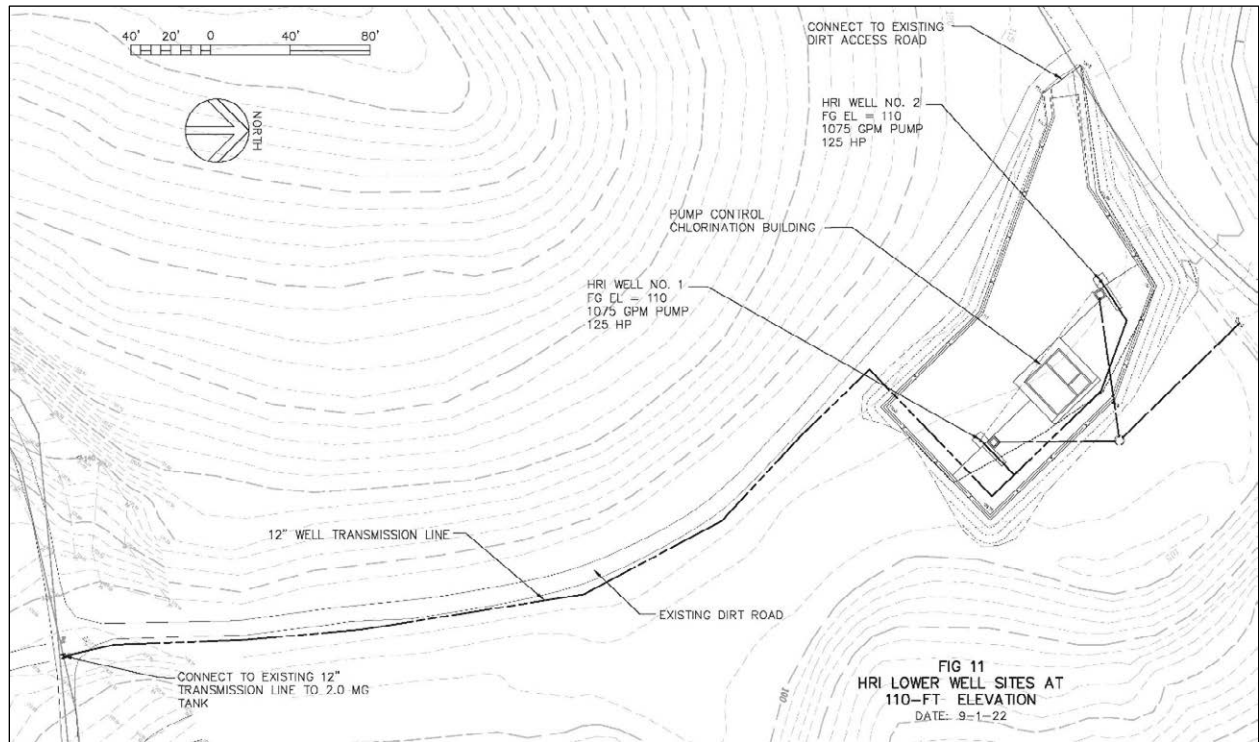 40' 20' 0 40' 80'
NORTH
CONNECT TO EXISTING
DIRT ACCESS ROAD
HRI WELL NO. 2
FG EL = 110
1075 GPM PUMP
125 HP
PUMP CONTROL
CHLORINATION BUILDING
HRI WELL NO. 1
FG EL = 110
1075 GPM PUMP
125 HP
12" WELL TRANSMISSION LINE
EXISTING DIRT ROAD
CONNECT TO EXISTING 12"
TRANSMISSION LINE TO 2.0 MG
TANK
100
FIG 11
HRI LOWER WELL SITES AT
110-FT ELEVATION
DATE: 9-1-22